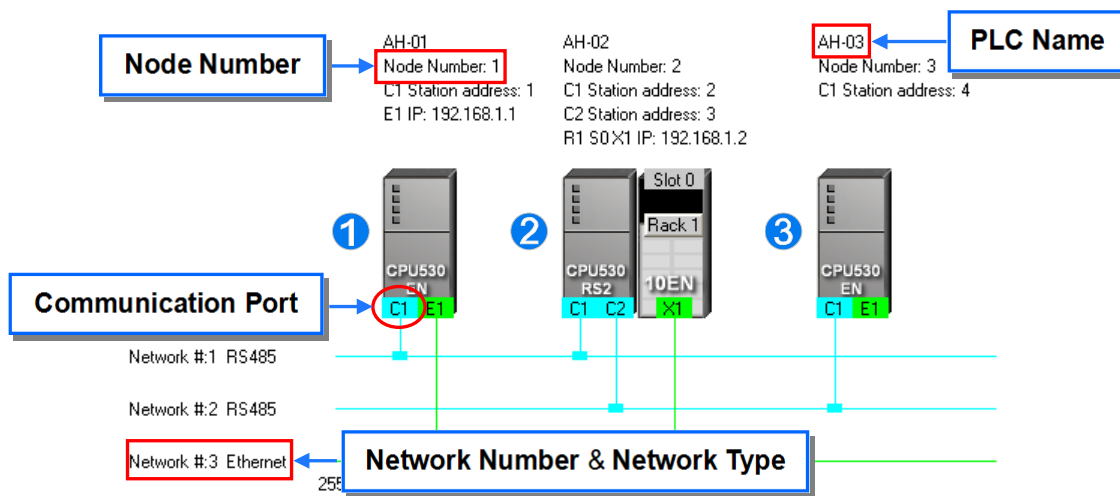 Node Number
AH-01
Node Number: 1
C1 Station address: 1
E1 IP: 192.168.1.1
AH-02
Node Number: 2
C1 Station address: 2
C2 Station address: 3
R1 S0X1 IP: 192.168.1.2
AH-03
Node Number: 3
C1 Station address: 4
PLC Name
1
CPU530
EN
C1 E1
2
CPU530
RS2
C1 C2
Slot 0
Rack 1
10EN
X1
3
CPU530
EN
C1 E1
Communication Port
Network #:1 RS485
Network #:2 RS485
Network #:3 Ethernet
Network Number & Network Type